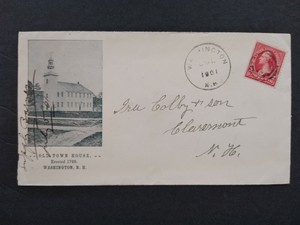 WASHINGTON
1901
N.H.
Ira Colby & son
Claremont
N. H.
OLD TOWN HOUSE,
Erected 1789.
WASHINGTON, N. H.